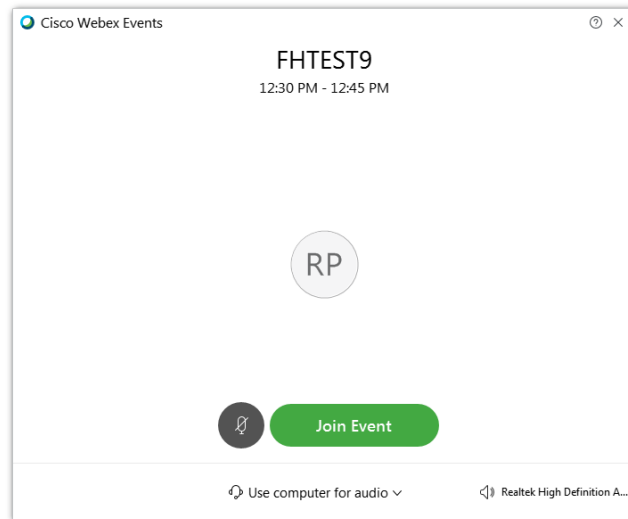 Cisco Webex Events
FHTEST9
12:30 PM - 12:45 PM
RP
Join Event
Use computer for audio
Realtek High Definition A...